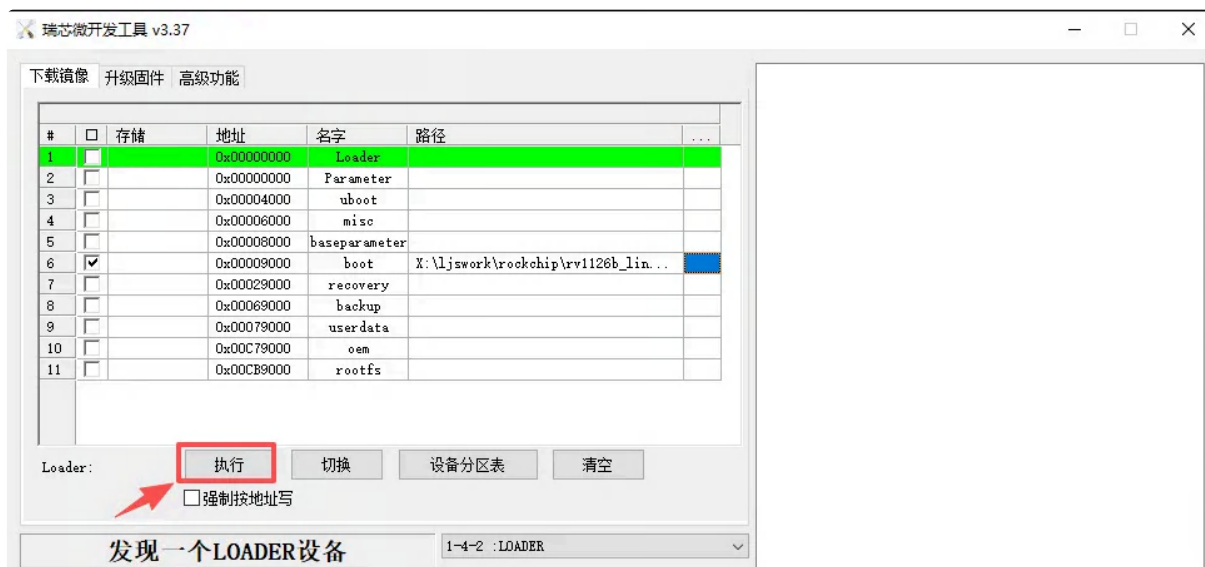 瑞芯微开发工具 v3.37
下载镜像 升级固件 高级功能
# 存储 地址 名字 路径 ...
1 0x00000000 Loader
2 0x00000000 Parameter
3 0x00004000 uboot
4 0x00006000 misc
5 0x00008000 baseparameter
6 0x00009000 boot X:\ljswork\rockchip\rv1126b_lin...
7 0x00029000 recovery
8 0x00069000 backup
9 0x00079000 userdata
10 0x00C79000 oem
11 0x00CB9000 rootfs
Loader: 执行 切换 设备分区表 清空
强制按地址写
发现一个LOADER设备 1-4-2 :LOADER